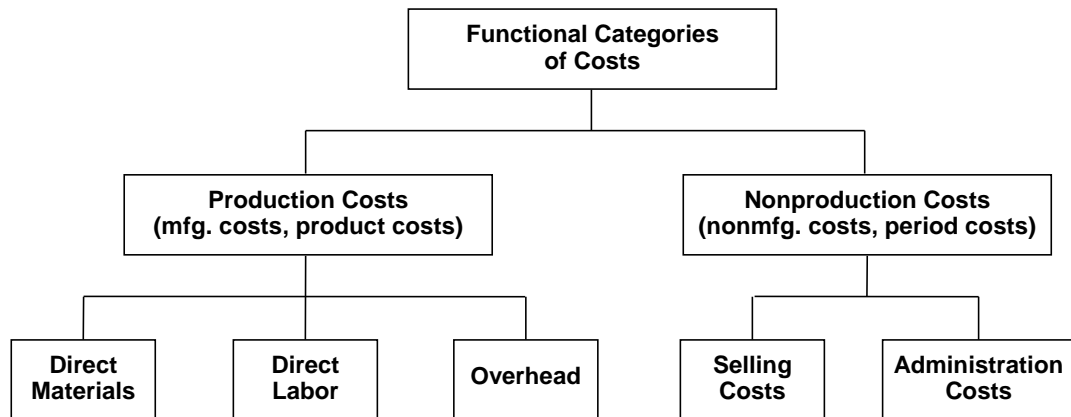 Functional Categories
of Costs
Production Costs
(mfg. costs, product costs)
Nonproduction Costs
(nonmfg. costs, period costs)
Direct
Materials
Direct
Labor
Overhead
Selling
Costs
Administration
Costs